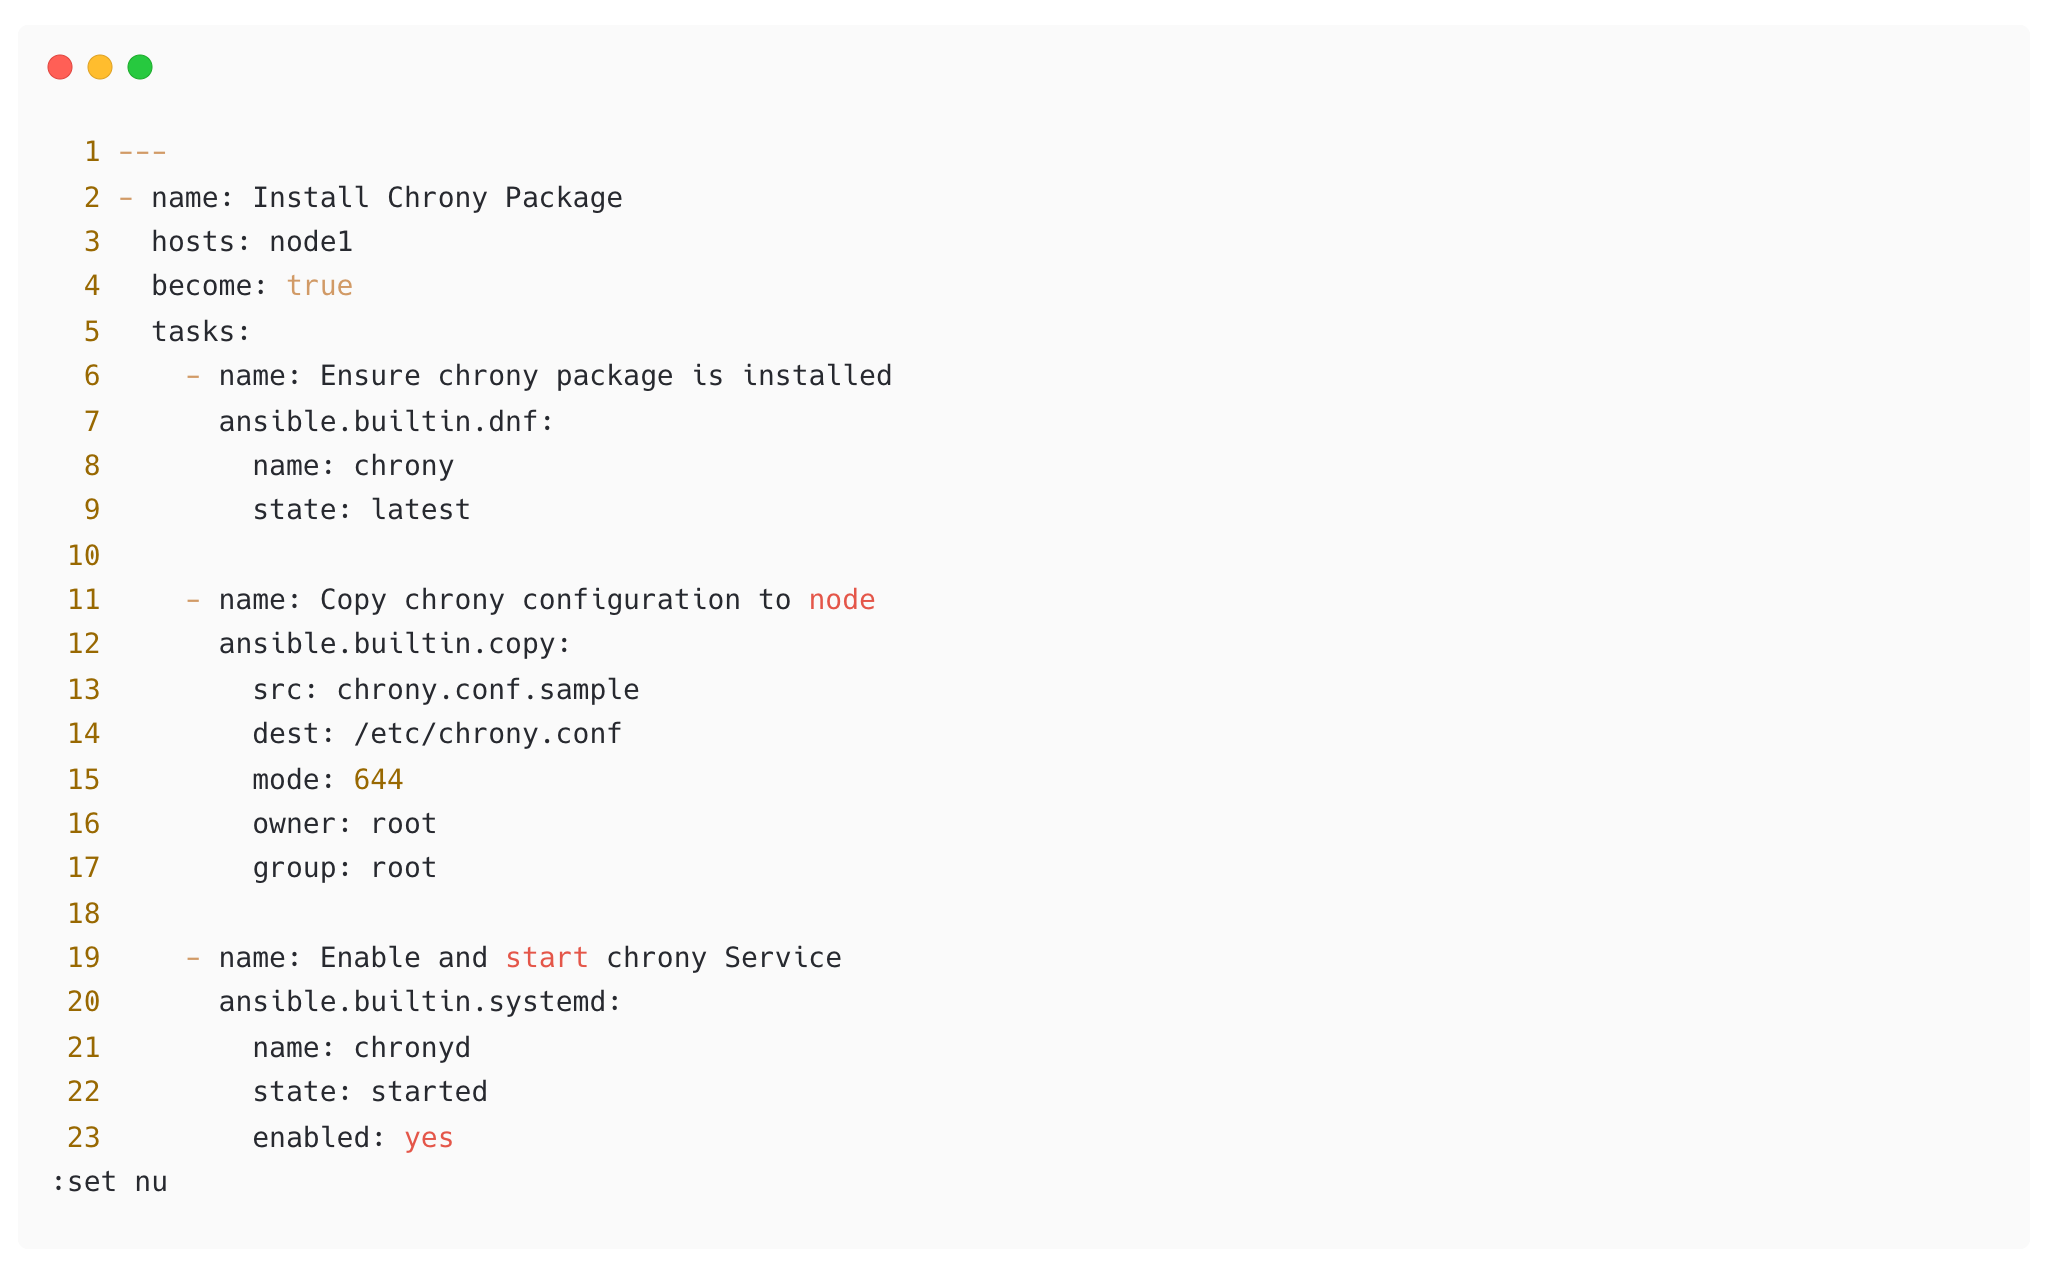 1 ---
2 - name: Install Chrony Package
3   hosts: node1
4   become: true
5   tasks:
6     - name: Ensure chrony package is installed
7       ansible.builtin.dnf:
8         name: chrony
9         state: latest
10
11     - name: Copy chrony configuration to node
12       ansible.builtin.copy:
13         src: chrony.conf.sample
14         dest: /etc/chrony.conf
15         mode: 644
16         owner: root
17         group: root
18
19     - name: Enable and start chrony Service
20       ansible.builtin.systemd:
21         name: chronyd
22         state: started
23         enabled: yes
:set nu